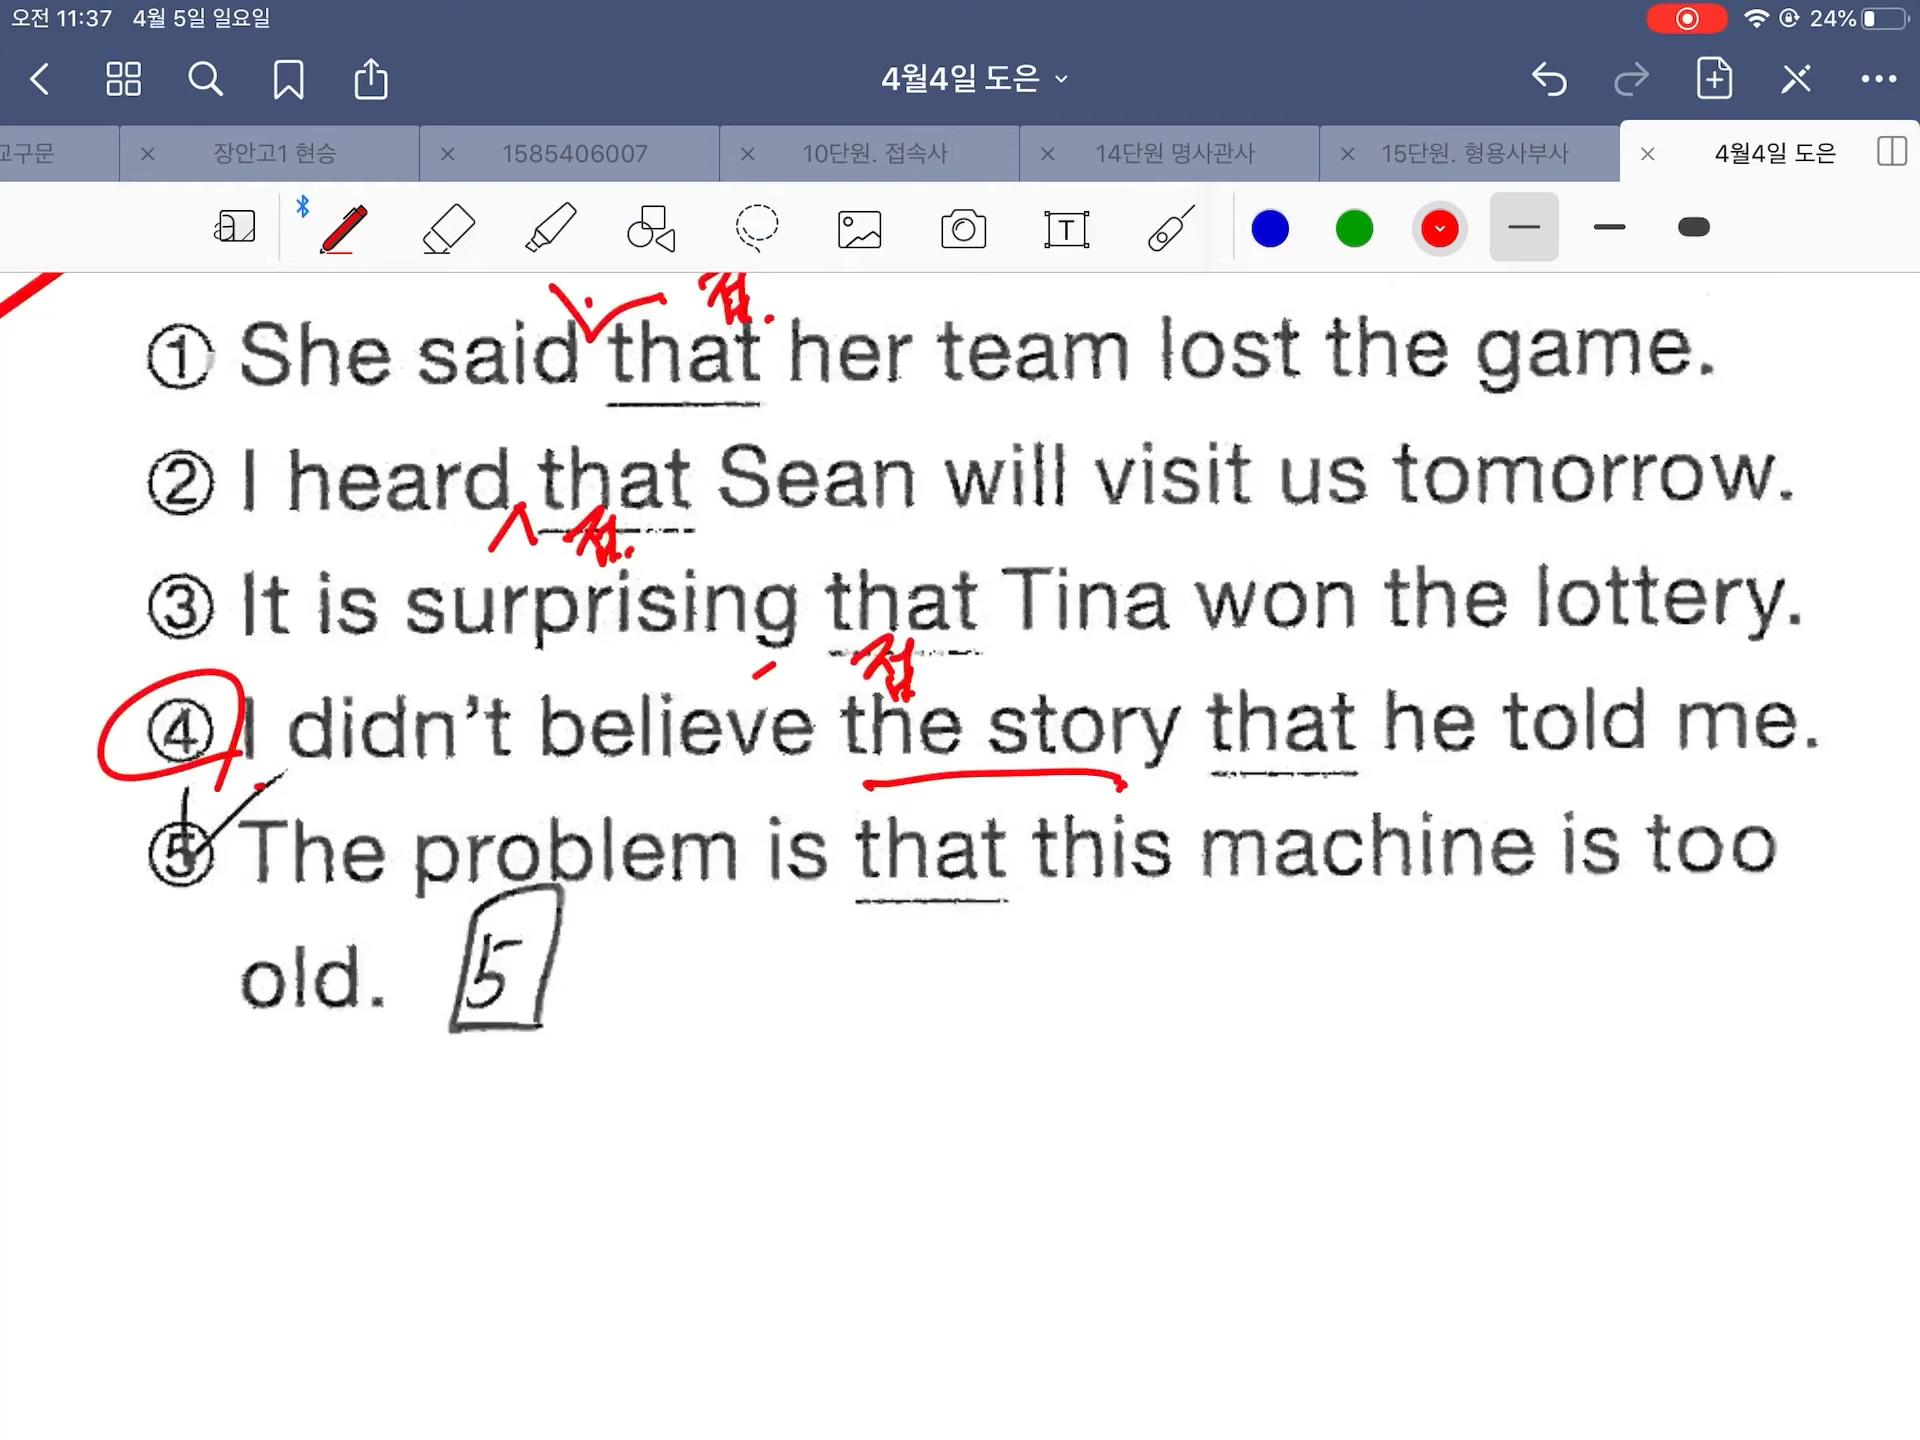 오전 11:37 4월 5일 일요일 24%
4월4일 도은
교구문 장안고1 현승 1585406007 10단원. 접속사 14단원 명사관사 15단원. 형용사부사 4월4일 도은
접.
① She said that her team lost the game.
② I heard that Sean will visit us tomorrow.
접.
③ It is surprising that Tina won the lottery.
접
④ I didn't believe the story that he told me.
⑤ The problem is that this machine is too
old. 5